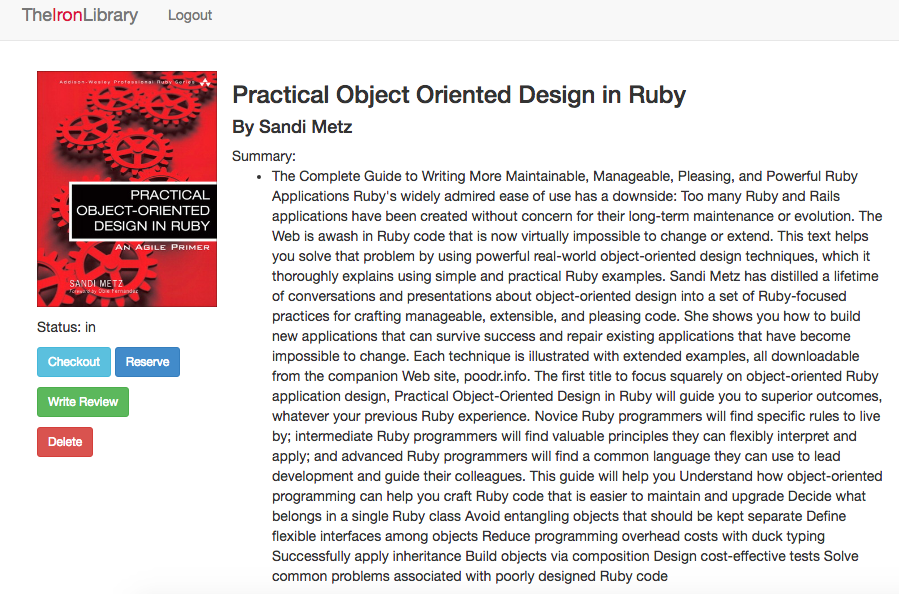 TheIronLibrary Logout
Addison-Wesley Professional Ruby Series
PRACTICAL
OBJECT-ORIENTED
DESIGN IN RUBY
AN AGILE PRIMER
SANDI METZ
Foreword by Obie Fernandez
Status: in
Checkout Reserve
Write Review
Delete
Practical Object Oriented Design in Ruby
By Sandi Metz
Summary:
• The Complete Guide to Writing More Maintainable, Manageable, Pleasing, and Powerful Ruby
Applications Ruby's widely admired ease of use has a downside: Too many Ruby and Rails
applications have been created without concern for their long-term maintenance or evolution. The
Web is awash in Ruby code that is now virtually impossible to change or extend. This text helps
you solve that problem by using powerful real-world object-oriented design techniques, which it
thoroughly explains using simple and practical Ruby examples. Sandi Metz has distilled a lifetime
of conversations and presentations about object-oriented design into a set of Ruby-focused
practices for crafting manageable, extensible, and pleasing code. She shows you how to build
new applications that can survive success and repair existing applications that have become
impossible to change. Each technique is illustrated with extended examples, all downloadable
from the companion Web site, poodr.info. The first title to focus squarely on object-oriented Ruby
application design, Practical Object-Oriented Design in Ruby will guide you to superior outcomes,
whatever your previous Ruby experience. Novice Ruby programmers will find specific rules to live
by; intermediate Ruby programmers will find valuable principles they can flexibly interpret and
apply; and advanced Ruby programmers will find a common language they can use to lead
development and guide their colleagues. This guide will help you Understand how object-oriented
programming can help you craft Ruby code that is easier to maintain and upgrade Decide what
belongs in a single Ruby class Avoid entangling objects that should be kept separate Define
flexible interfaces among objects Reduce programming overhead costs with duck typing
Successfully apply inheritance Build objects via composition Design cost-effective tests Solve
common problems associated with poorly designed Ruby code